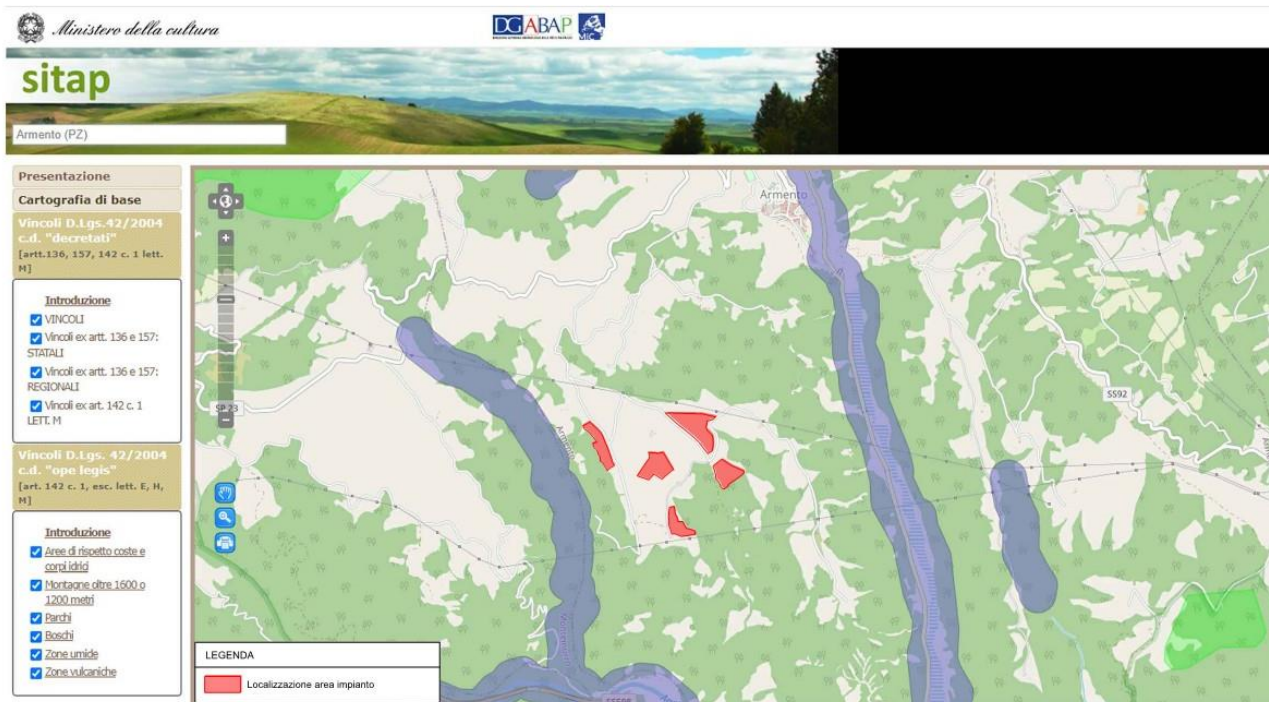 Ministero della cultura
DGABAP
MiC
sitap
Armento (PZ)
Presentazione
Cartografia di base
Vincoli D.Lgs.42/2004
c.d. "decretati"
[artt.136, 157, 142 c. 1 lett.
M]
Introduzione
VINCOLI
Vincoli ex artt. 136 e 157:
STATALI
Vincoli ex artt. 136 e 157:
REGIONALI
Vincoli ex art. 142 c. 1
LETT. M
Vincoli D.Lgs. 42/2004
c.d. "ope legis"
[art. 142 c. 1, esc. lett. E, H,
M]
Introduzione
Aree di rispetto coste e
corpi idrici
Montagne oltre 1600 o
1200 metri
Parchi
Boschi
Zone umide
Zone vulcaniche
Armento
SS92
SP 23
Armento
LEGENDA
Localizzazione area impianto